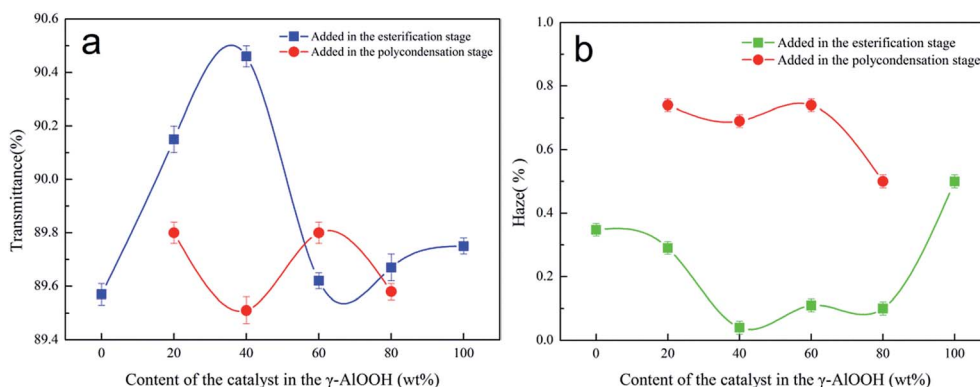 a
Added in the esterification stage
Added in the polycondensation stage
90.6
90.4
90.2
90.0
89.8
89.6
89.4
Transmittance(%)
0 20 40 60 80 100
Content of the catalyst in the γ-AlOOH (wt%)
b
Added in the esterification stage
Added in the polycondensation stage
1.0
0.8
0.6
0.4
0.2
0.0
Haze( % )
0 20 40 60 80 100
Content of the catalyst in the γ-AlOOH (wt%)